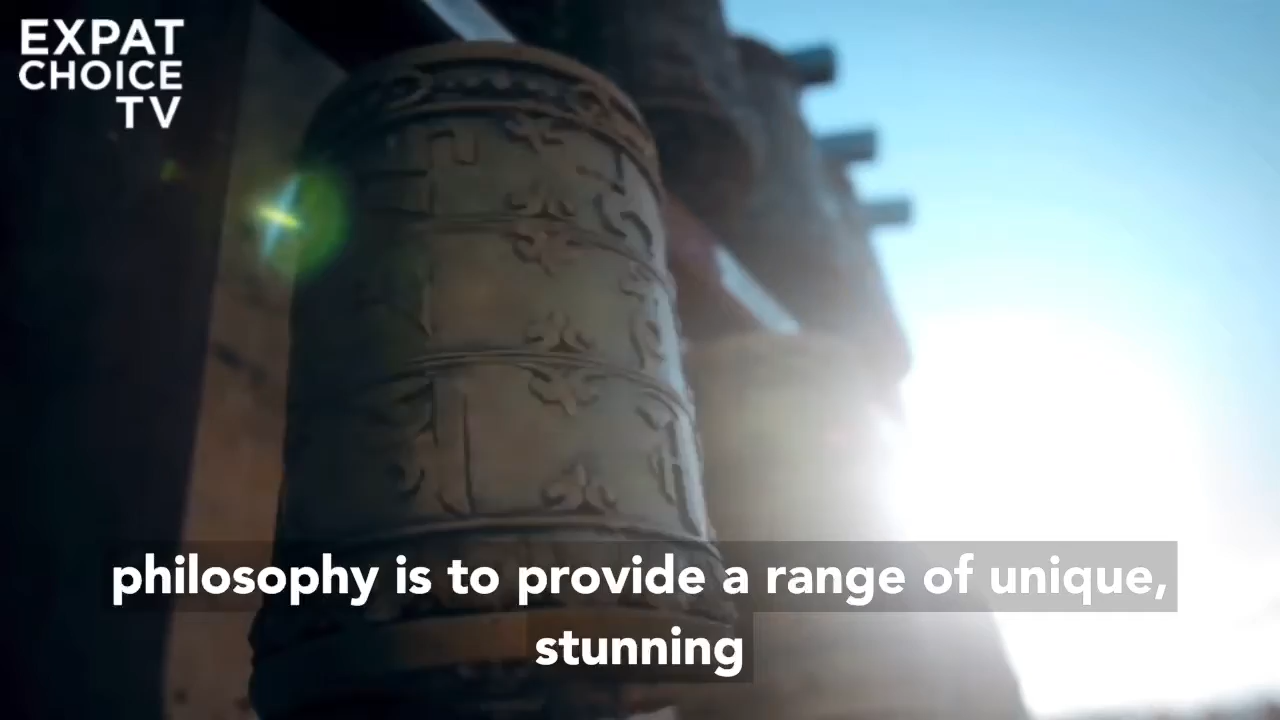 EXPAT
CHOICE
TV
philosophy is to provide a range of unique,
stunning